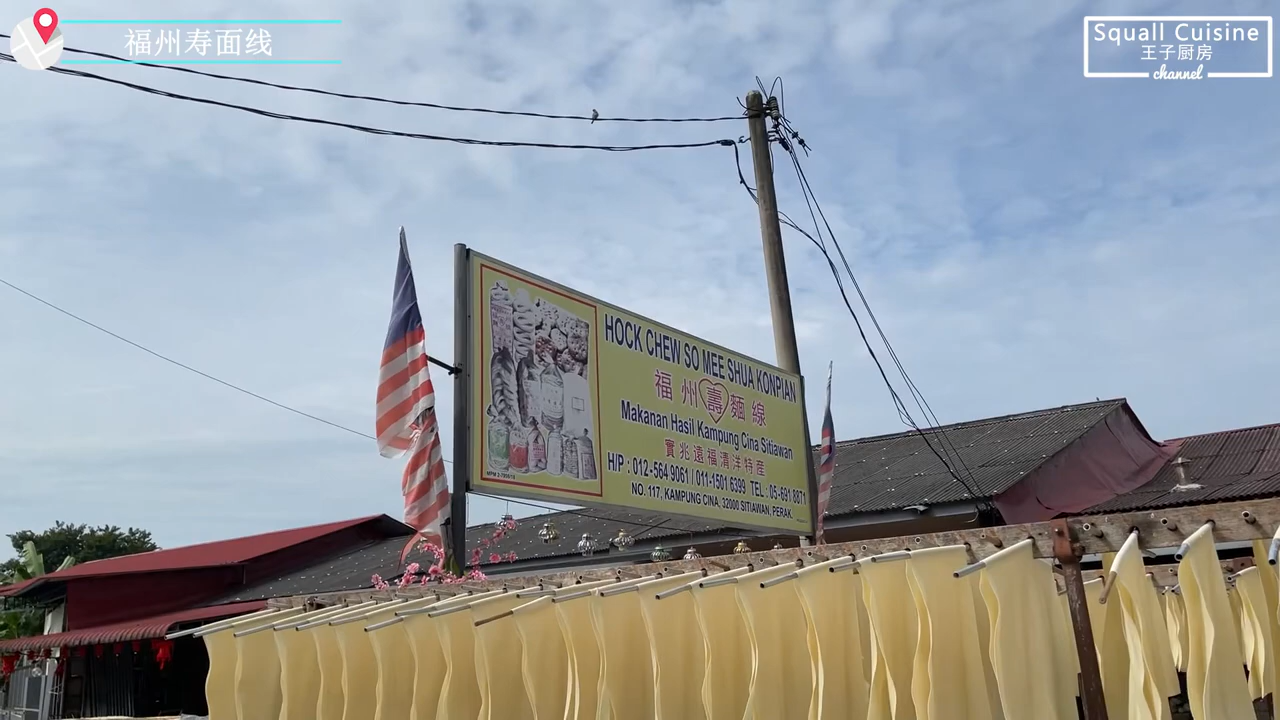 福州寿面线
Squall Cuisine
王子厨房
channel
HOCK CHEW SO MEE SHUA KONPIAN
福州壽麵線
Makanan Hasil Kampung Cina Sitiawan
實兆遠福清洋特產
H/P : 012-564 9061 / 011-1501 6399 TEL : 05-691 8871
NO. 117, KAMPUNG CINA, 32000 SITIAWAN, PERAK.